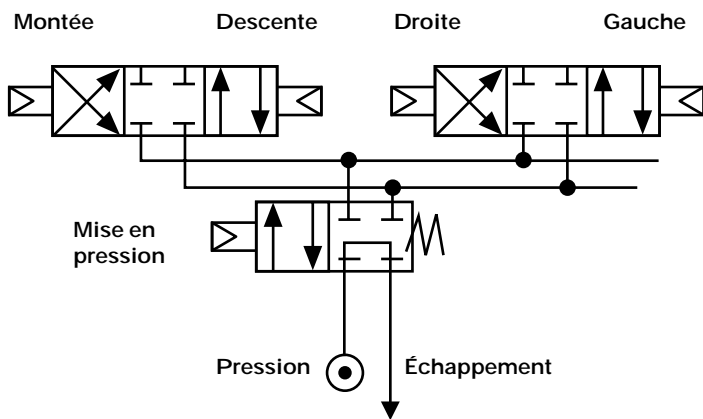 Montée Descente Droite Gauche
Mise en
pression
Pression Échappement